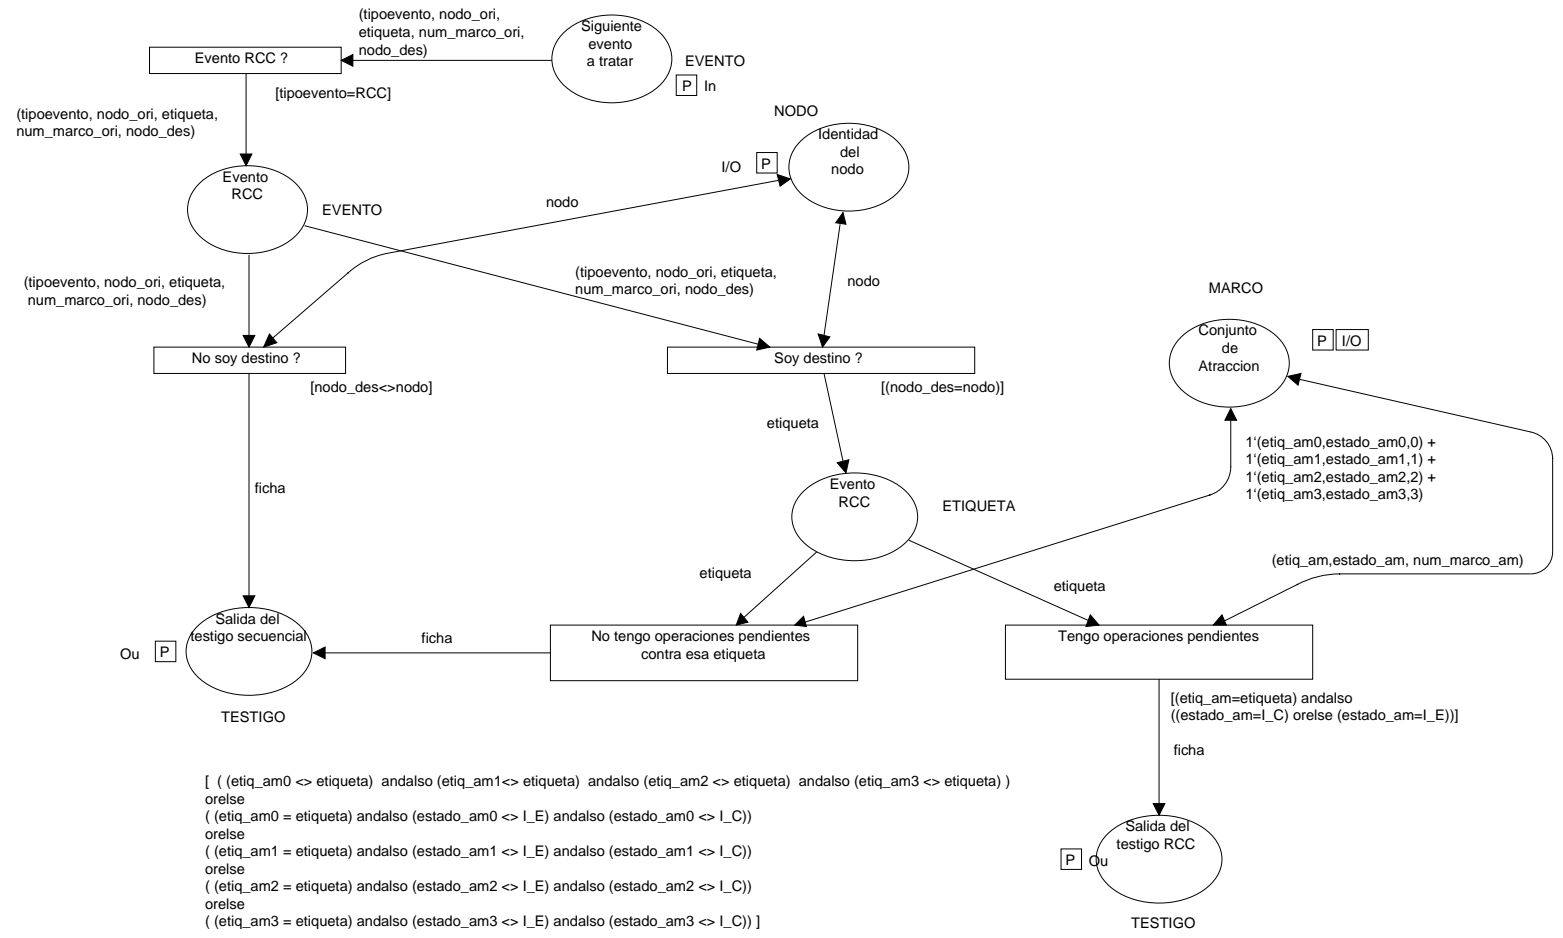 (tipoevento, nodo_ori,
etiqueta, num_marco_ori,
nodo_des)
Siguiente
evento
a tratar
Evento RCC ?
EVENTO
P In
[tipoevento=RCC]
(tipoevento, nodo_ori, etiqueta,
num_marco_ori, nodo_des)
NODO
Identidad
del
nodo
I/O P
Evento
RCC
EVENTO
nodo
(tipoevento, nodo_ori, etiqueta,
num_marco_ori, nodo_des)
(tipoevento, nodo_ori, etiqueta,
num_marco_ori, nodo_des)
nodo
MARCO
Conjunto
de
Atraccion
P I/O
No soy destino ?
[nodo_des<>nodo]
Soy destino ?
[(nodo_des=nodo)]
etiqueta
1‘(etiq_am0,estado_am0,0) +
1‘(etiq_am1,estado_am1,1) +
1‘(etiq_am2,estado_am2,2) +
1‘(etiq_am3,estado_am3,3)
ficha
Evento
RCC
ETIQUETA
(etiq_am,estado_am, num_marco_am)
etiqueta
etiqueta
Salida del
testigo secuencial
Ou P
TESTIGO
ficha
No tengo operaciones pendientes
contra esa etiqueta
Tengo operaciones pendientes
[(etiq_am=etiqueta) andalso
((estado_am=I_C) orelse (estado_am=I_E))]
ficha
[ ( (etiq_am0 <> etiqueta) andalso (etiq_am1<> etiqueta) andalso (etiq_am2 <> etiqueta) andalso (etiq_am3 <> etiqueta) )
orelse
( (etiq_am0 = etiqueta) andalso (estado_am0 <> I_E) andalso (estado_am0 <> I_C))
orelse
( (etiq_am1 = etiqueta) andalso (estado_am1 <> I_E) andalso (estado_am1 <> I_C))
orelse
( (etiq_am2 = etiqueta) andalso (estado_am2 <> I_E) andalso (estado_am2 <> I_C))
orelse
( (etiq_am3 = etiqueta) andalso (estado_am3 <> I_E) andalso (estado_am3 <> I_C)) ]
Salida del
testigo RCC
P Ou
TESTIGO